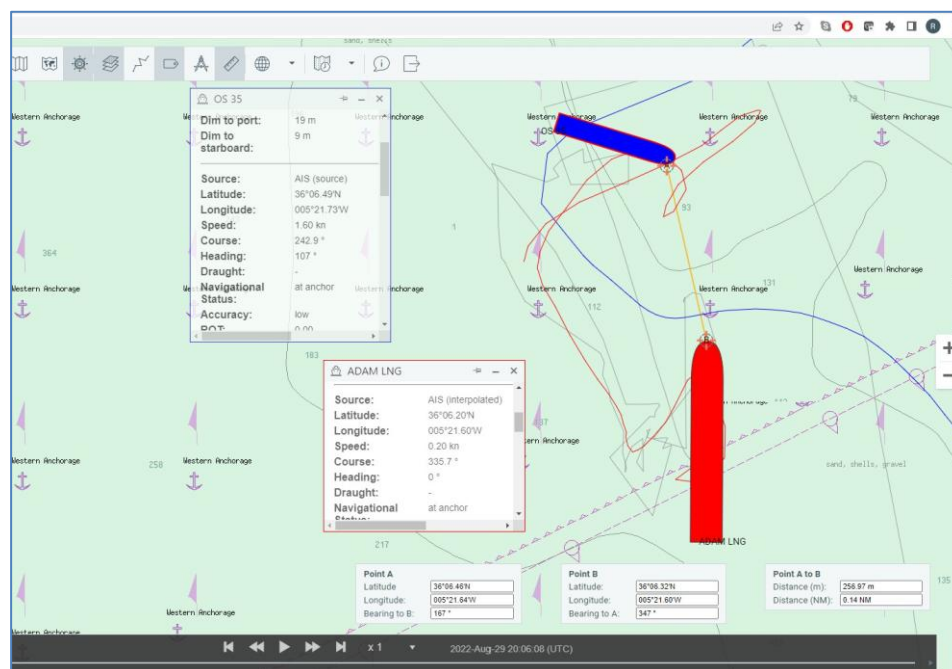 R
sand, shells
OS 35
Dim to port: 19 m
Dim to starboard: 9 m
Source: AIS (source)
Latitude: 36°06.49'N
Longitude: 005°21.73'W
Speed: 1.60 kn
Course: 242.9 °
Heading: 107 °
Draught: -
Navigational Status: at anchor
Accuracy: low
ROT: 0.00
Western Anchorage
Western Anchorage
Western Anchorage
Western Anchorage
OS 35
73
93
1
364
Western Anchorage
Western Anchorage
Western Anchorage
Western Anchorage
131
112
183
ADAM LNG
Source: AIS (interpolated)
Latitude: 36°06.20'N
Longitude: 005°21.60'W
Speed: 0.20 kn
Course: 335.7 °
Heading: 0 °
Draught: -
Navigational Status: at anchor
Anchorage
Western Anchorage
Western Anchorage
258
sand, shells, gravel
217
ADAM LNG
135
Point A
Latitude 36°06.46'N
Longitude: 005°21.64'W
Bearing to B: 167 °
Point B
Latitude 36°06.32'N
Longitude: 005°21.60'W
Bearing to A: 347 °
Point A to B
Distance (m): 256.97 m
Distance (NM): 0.14 NM
Western Anchorage
Western Anchorage
x 1
2022-Aug-29 20:06:08 (UTC)